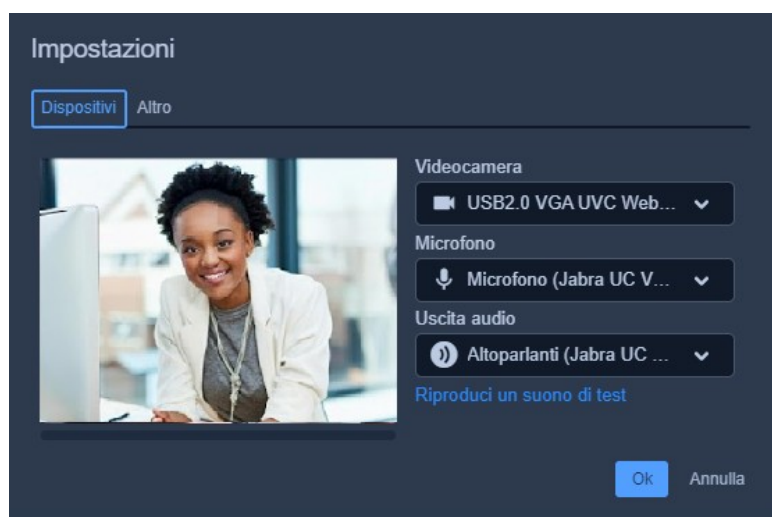 Impostazioni
Dispositivi Altro
Videocamera
USB2.0 VGA UVC Web...
Microfono
Microfono (Jabra UC V...
Uscita audio
Altoparlanti (Jabra UC ...
Riproduci un suono di test
Ok Annulla